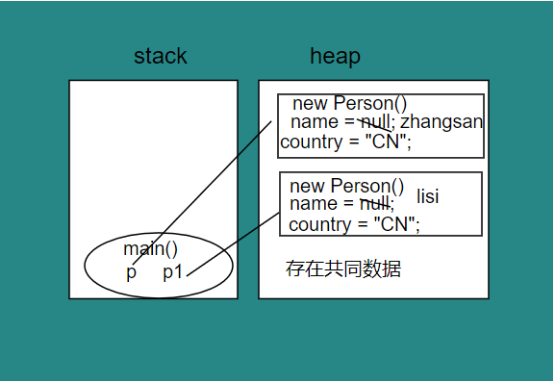 stack
heap
new Person()
name = null; zhangsan
country = "CN";
new Person()
name = null; lisi
country = "CN";
main()
p p1
存在共同数据